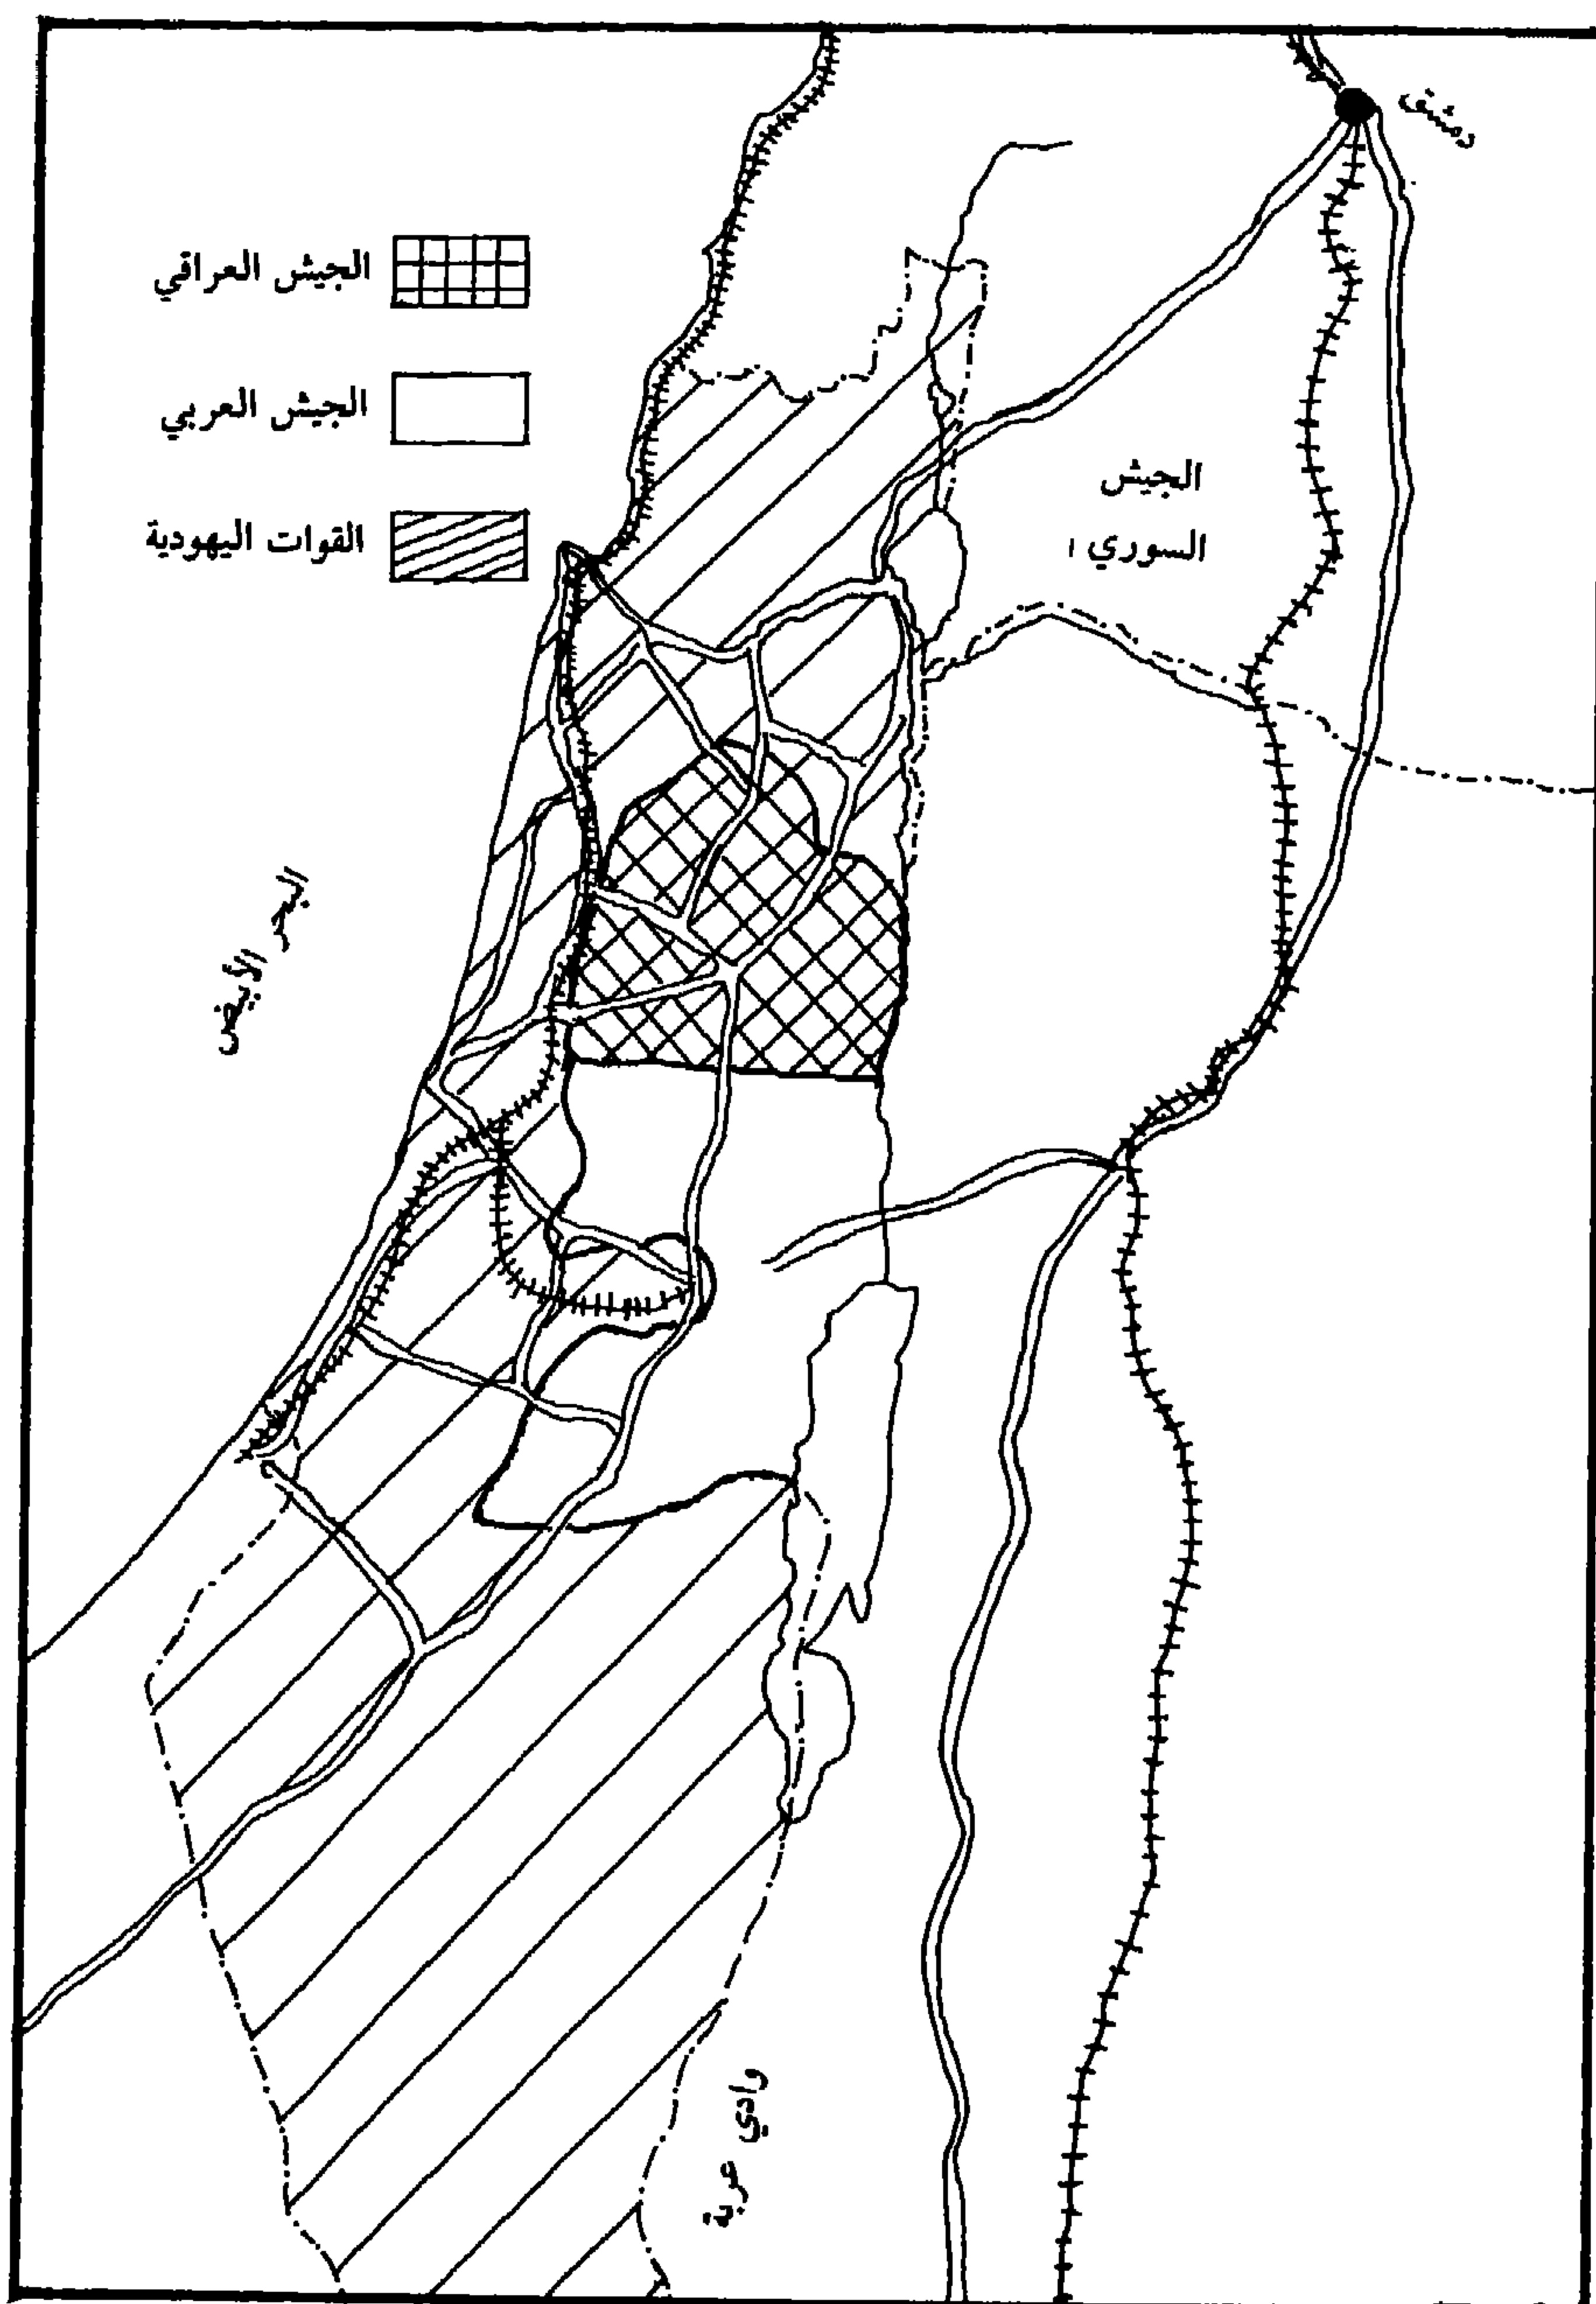 دمشق
الجيش العراقي
الجيش العربي
القوات اليهودية
الجيش
السوري
البحر الأبيض
وادي عربة